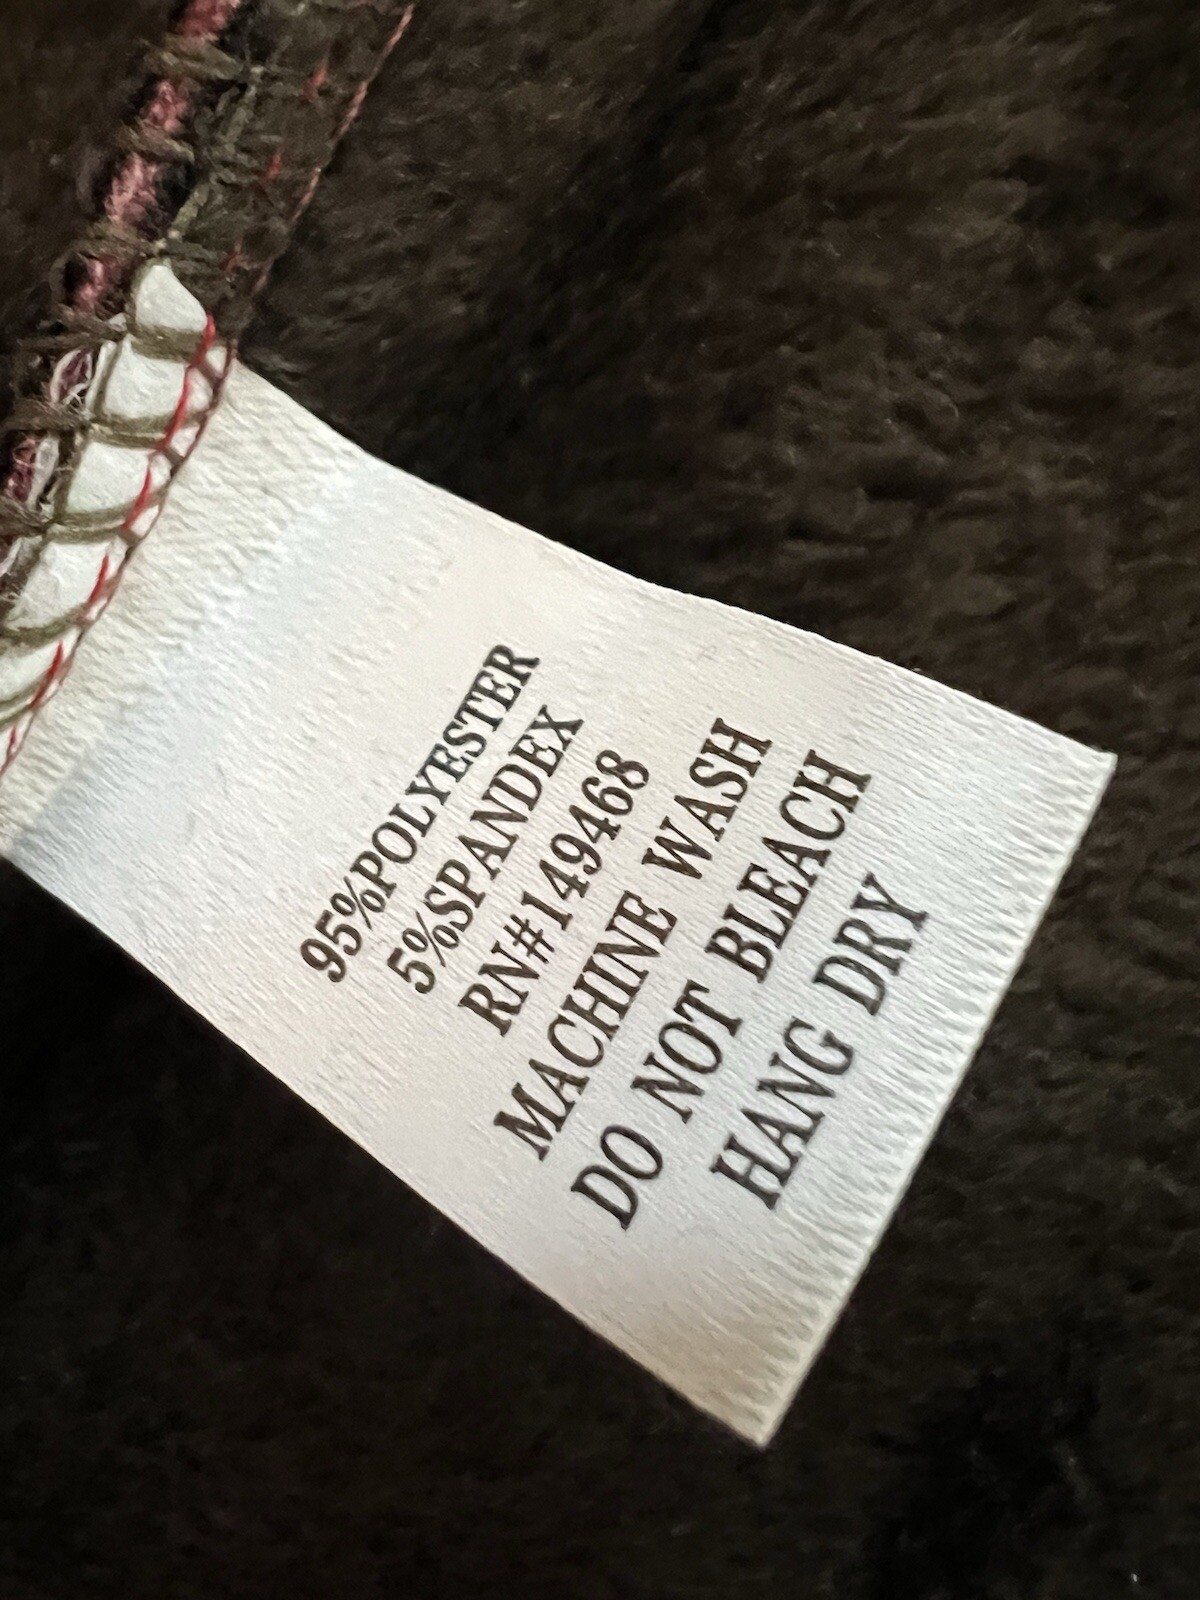 95%POLYESTER
5%SPANDEX
RN#149468
MACHINE WASH
DO NOT BLEACH
HANG DRY